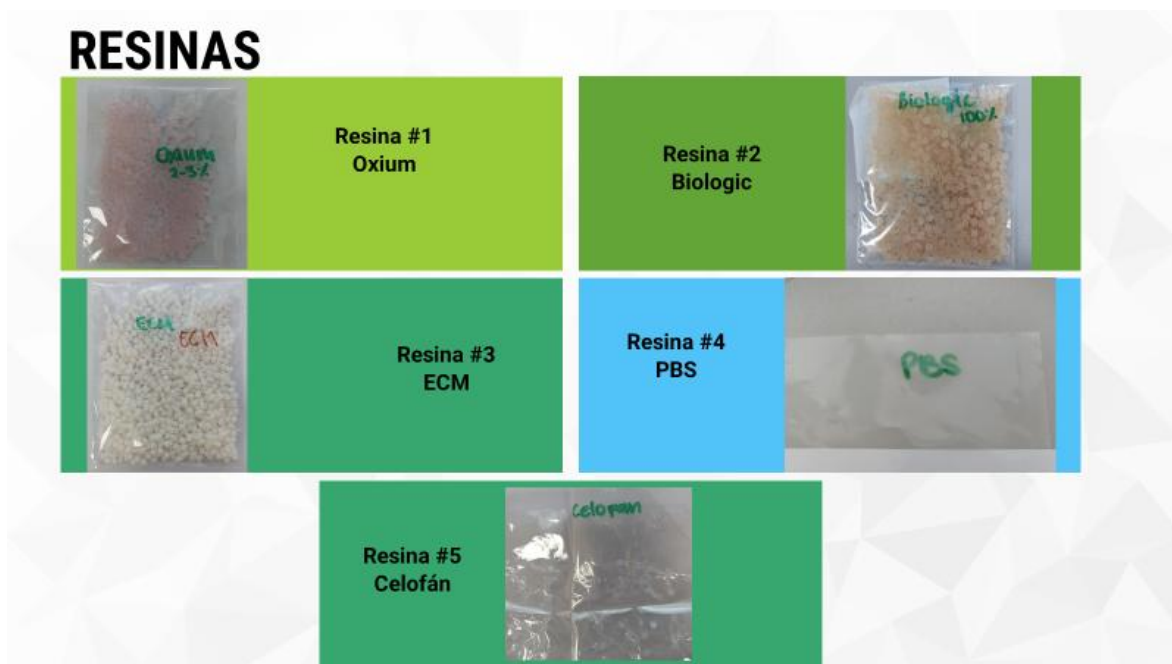 RESINAS
Oxium
2-3%
Resina #1
Oxium
Resina #2
Biologic
Biologic
100%
ECM
ECM
Resina #3
ECM
Resina #4
PBS
PBS
Resina #5
Celofán
Celofan